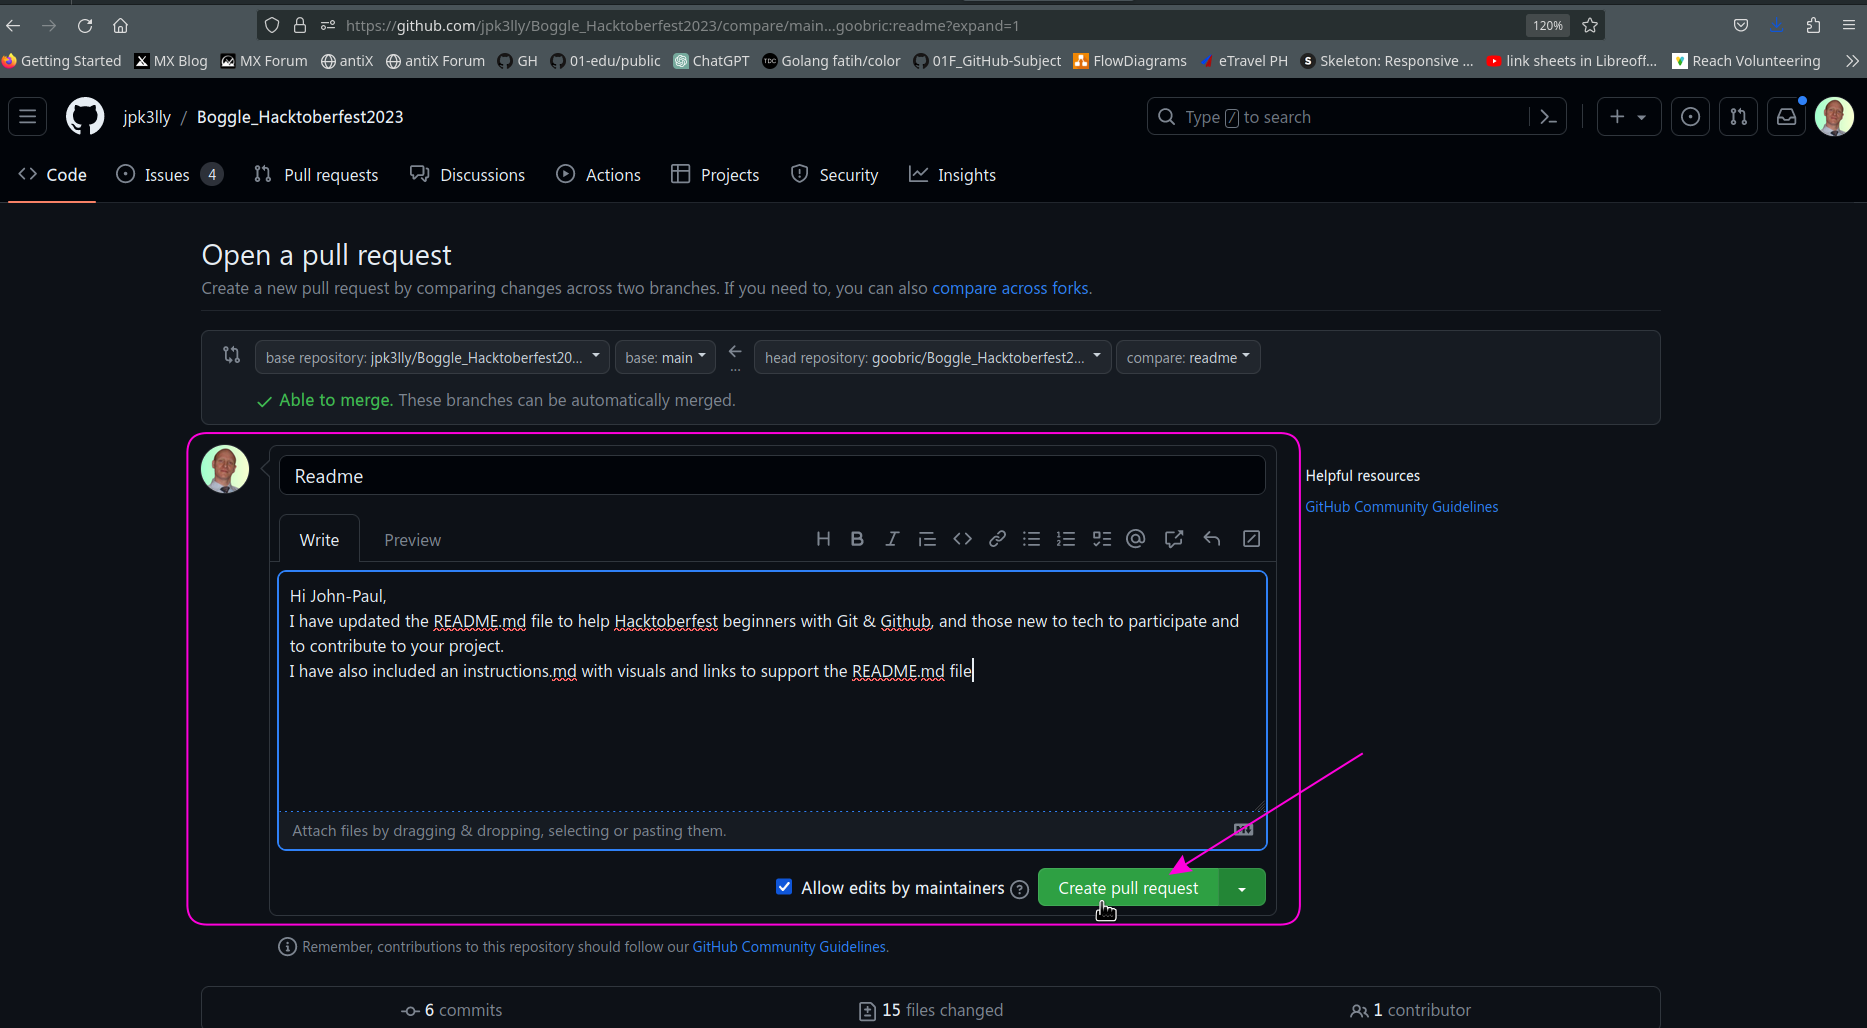 https://github.com/jpk3lly/Boggle_Hacktoberfest2023/compare/main...goobric:readme?expand=1
120%
Getting Started
MX Blog
MX Forum
antiX
antiX Forum
GH
01-edu/public
ChatGPT
Golang fatih/color
01F_GitHub-Subject
FlowDiagrams
eTravel PH
Skeleton: Responsive ...
link sheets in Libreoff...
Reach Volunteering
jpk3lly / Boggle_Hacktoberfest2023
Type / to search
Code
Issues 4
Pull requests
Discussions
Actions
Projects
Security
Insights
Open a pull request
Create a new pull request by comparing changes across two branches. If you need to, you can also compare across forks.
base repository: jpk3lly/Boggle_Hacktoberfest20...
base: main
...
head repository: goobric/Boggle_Hacktoberfest2...
compare: readme
Able to merge. These branches can be automatically merged.
Readme
Helpful resources
GitHub Community Guidelines
Write
Preview
Hi John-Paul,
I have updated the README.md file to help Hacktoberfest beginners with Git & Github, and those new to tech to participate and
to contribute to your project.
I have also included an instructions.md with visuals and links to support the README.md file
Attach files by dragging & dropping, selecting or pasting them.
Allow edits by maintainers
Create pull request
Remember, contributions to this repository should follow our GitHub Community Guidelines.
6 commits
15 files changed
1 contributor